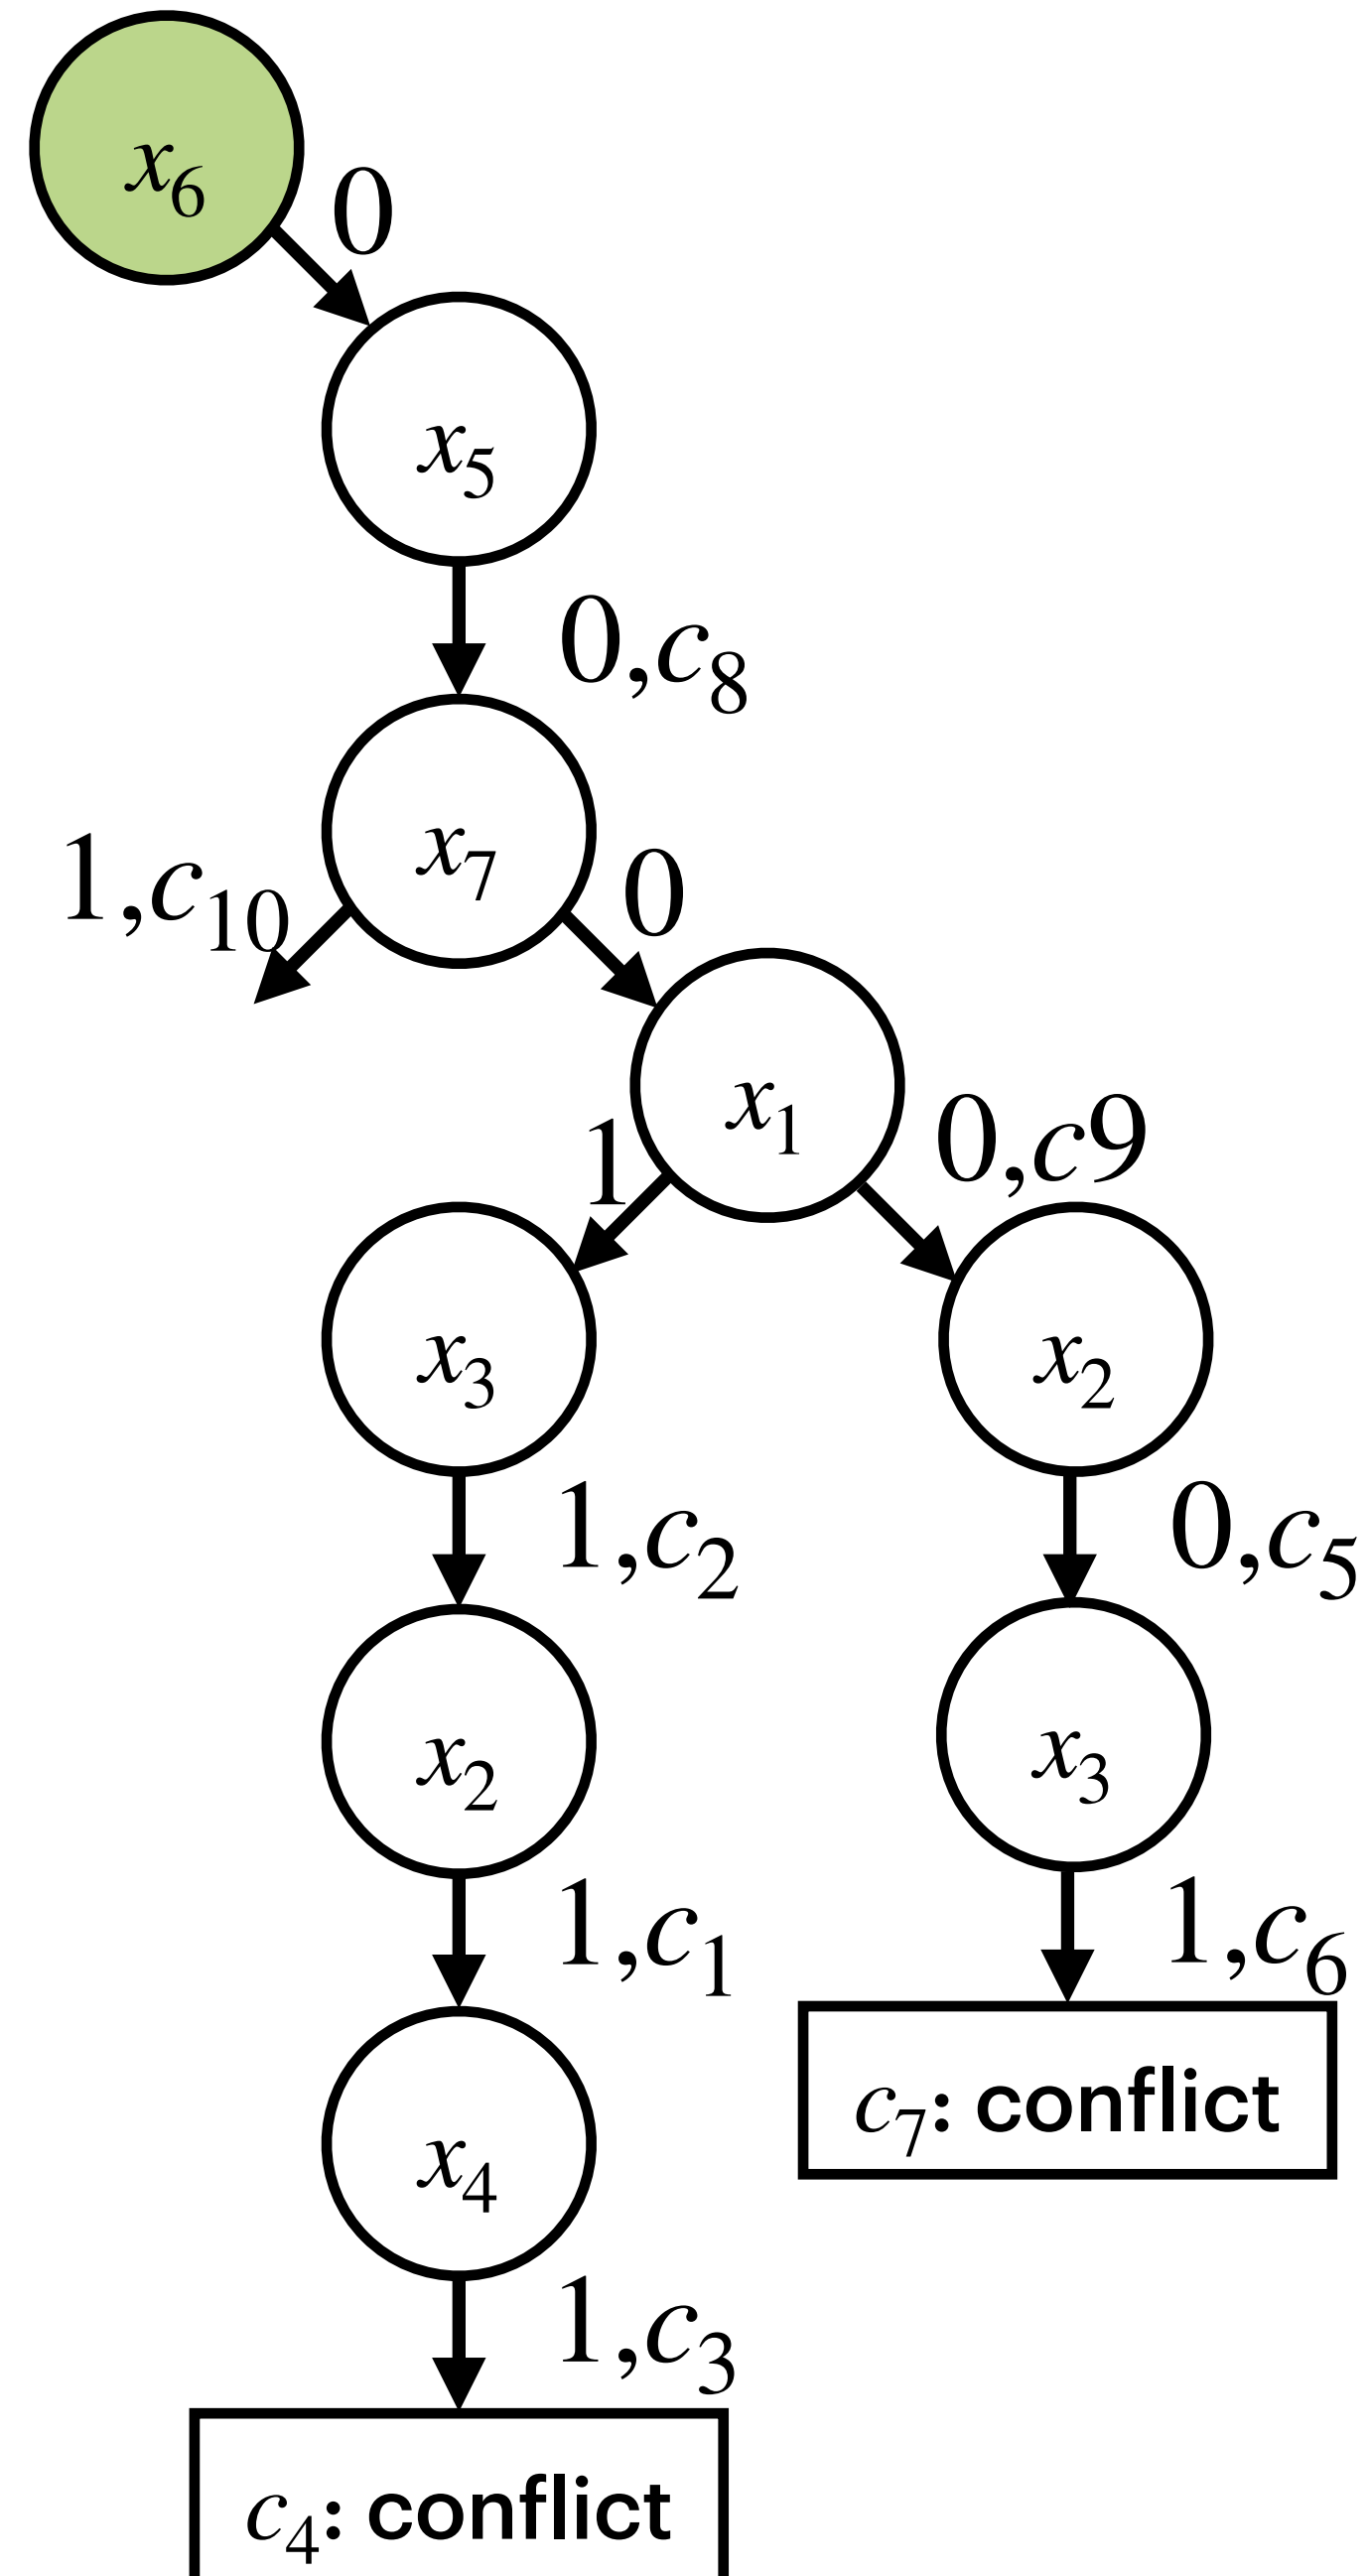 x6
0
x5
0,c8
x7
1,c10
0
x1
1
0,c9
x3
x2
1,c2
0,c5
x2
x3
1,c1
1,c6
x4
c7: conflict
1,c3
c4: conflict